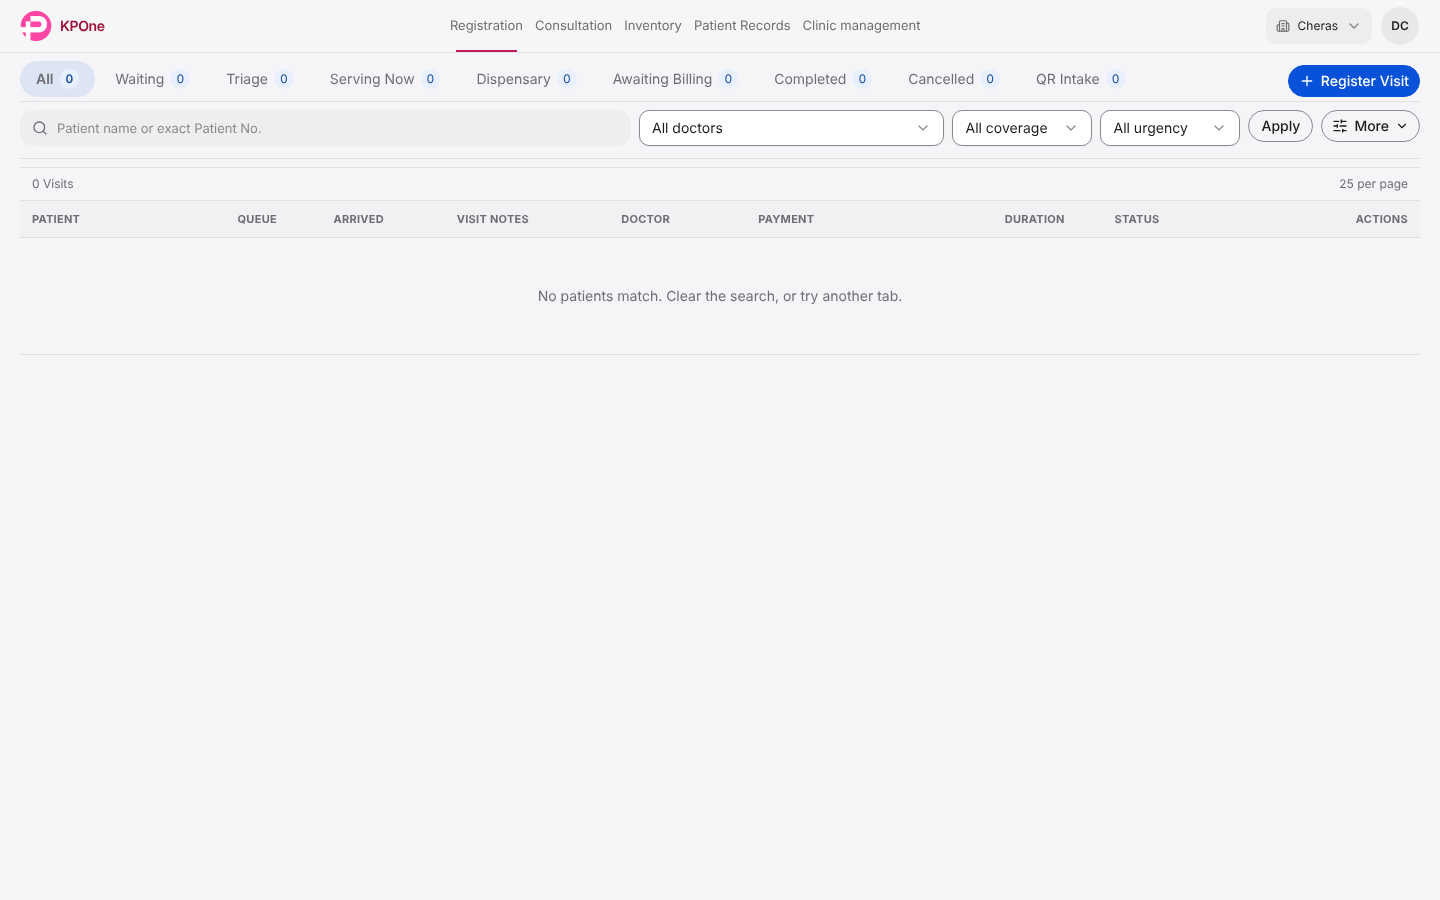 KPOne
Registration Consultation Inventory Patient Records Clinic management
Cheras
DC
All 0 Waiting 0 Triage 0 Serving Now 0 Dispensary 0 Awaiting Billing 0 Completed 0 Cancelled 0 QR Intake 0
+ Register Visit
Patient name or exact Patient No.
All doctors
All coverage
All urgency
Apply
More
0 Visits
25 per page
PATIENT QUEUE ARRIVED VISIT NOTES DOCTOR PAYMENT DURATION STATUS ACTIONS
No patients match. Clear the search, or try another tab.